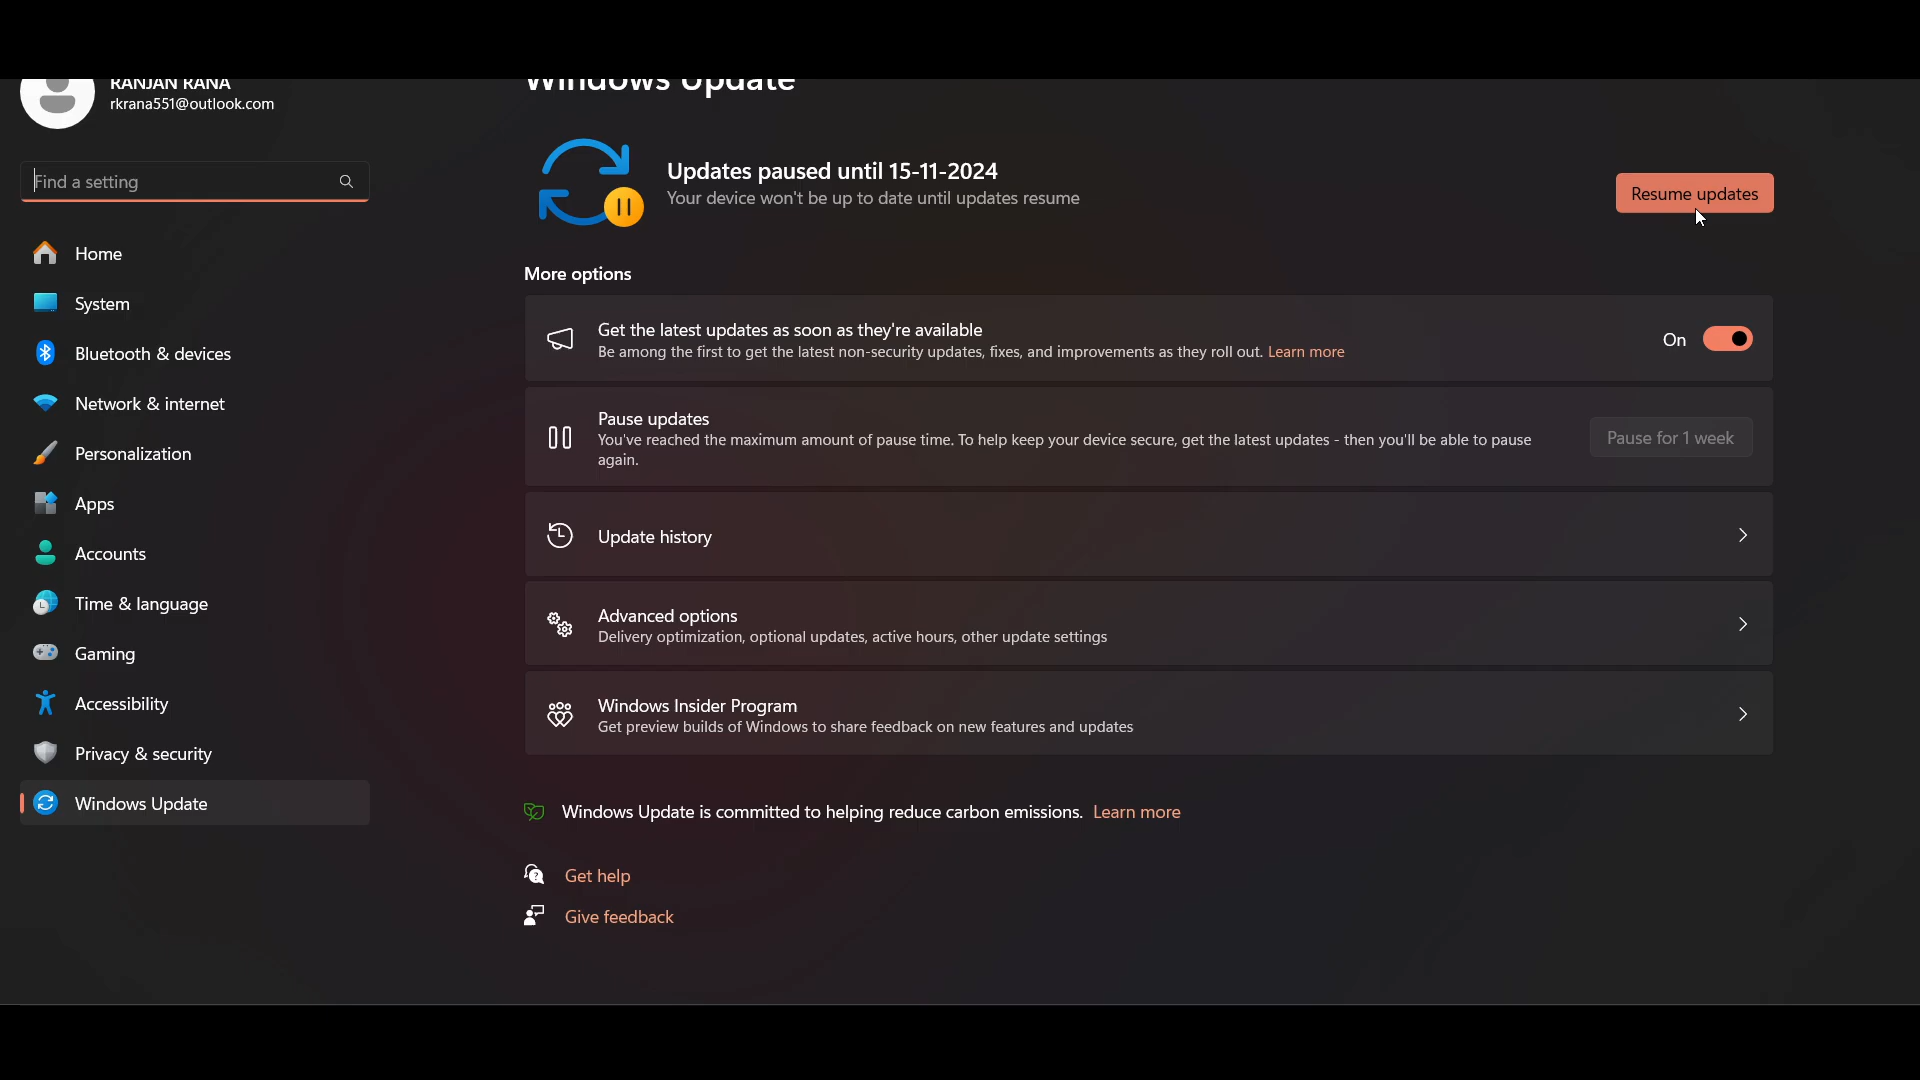 RANJAN RANA
rkrana551@outlook.com
Find a setting
Home
System
Bluetooth & devices
Network & internet
Personalization
Apps
Accounts
Time & language
Gaming
Accessibility
Privacy & security
Windows Update
Windows Update
Updates paused until 15-11-2024
Your device won't be up to date until updates resume
Resume updates
More options
Get the latest updates as soon as they're available
Be among the first to get the latest non-security updates, fixes, and improvements as they roll out. Learn more
On
Pause updates
You've reached the maximum amount of pause time. To help keep your device secure, get the latest updates - then you'll be able to pause
again.
Pause for 1 week
Update history
Advanced options
Delivery optimization, optional updates, active hours, other update settings
Windows Insider Program
Get preview builds of Windows to share feedback on new features and updates
Windows Update is committed to helping reduce carbon emissions. Learn more
Get help
Give feedback